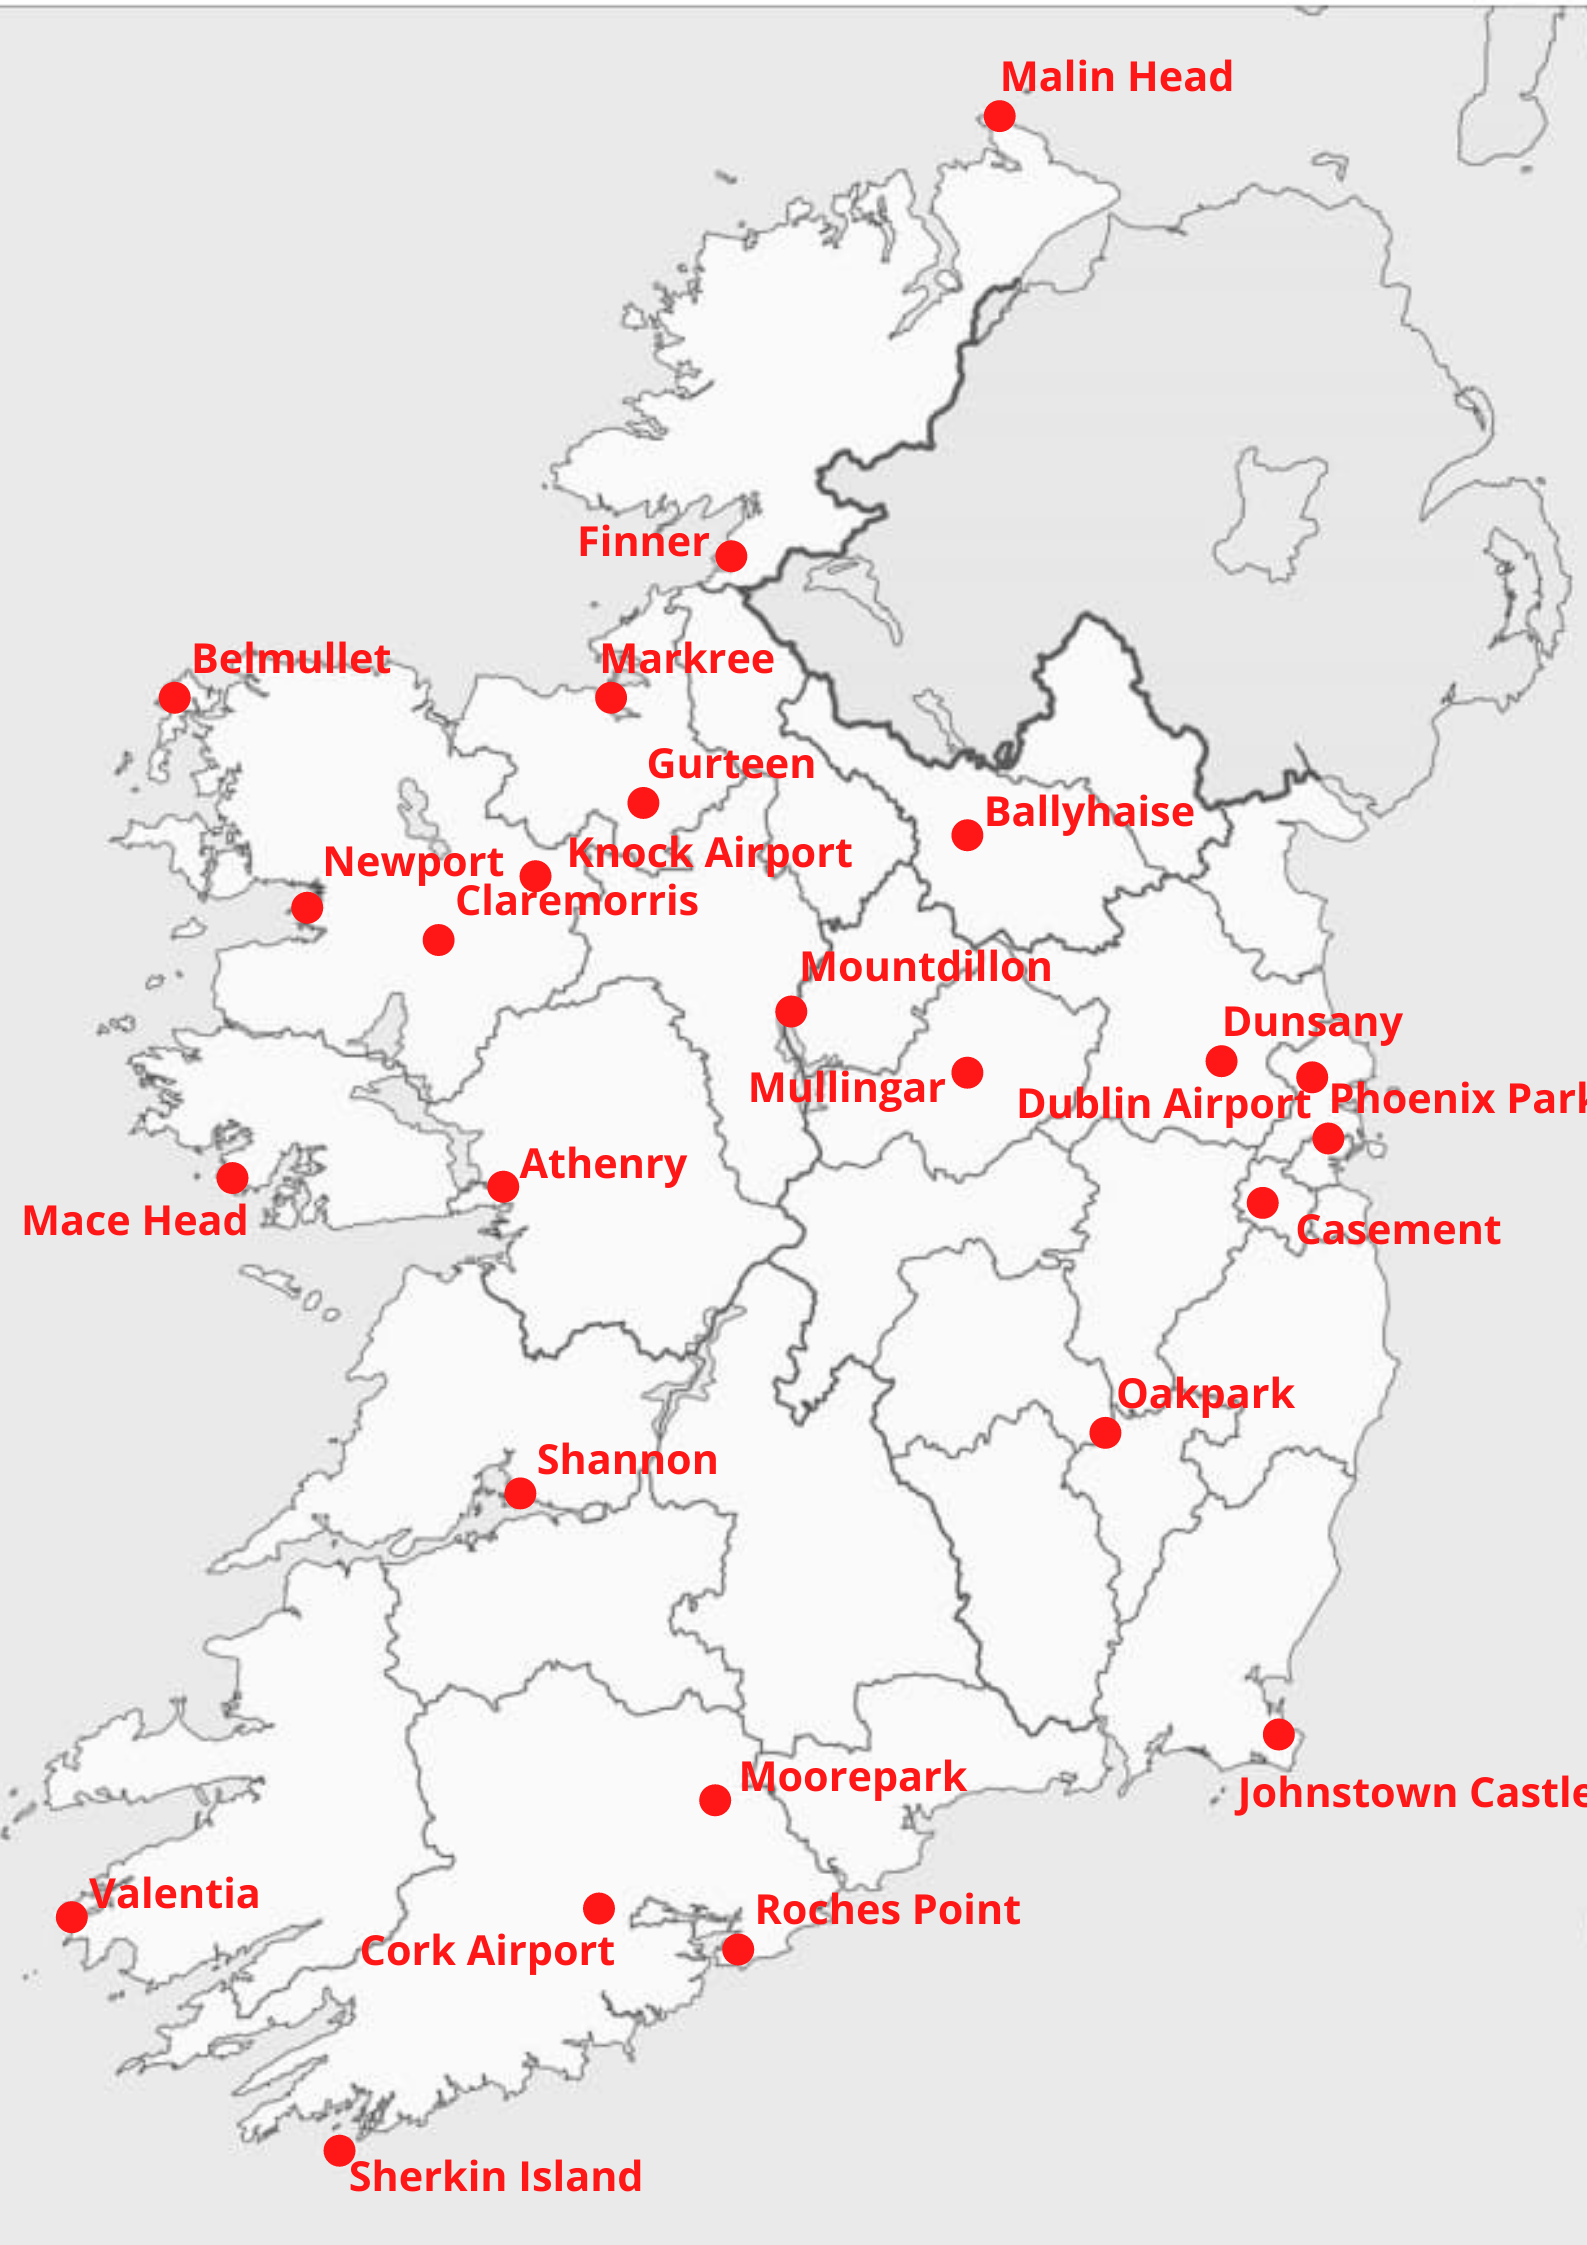 Malin Head
Finner
Belmullet
Markree
Gurteen
Ballyhaise
Knock Airport
Newport
Claremorris
Mountdillon
Dunsany
Mullingar
Dublin Airport
Phoenix Park
Athenry
Mace Head
Casement
Oakpark
Shannon
Moorepark
Johnstown Castle
Valentia
Roches Point
Cork Airport
Sherkin Island